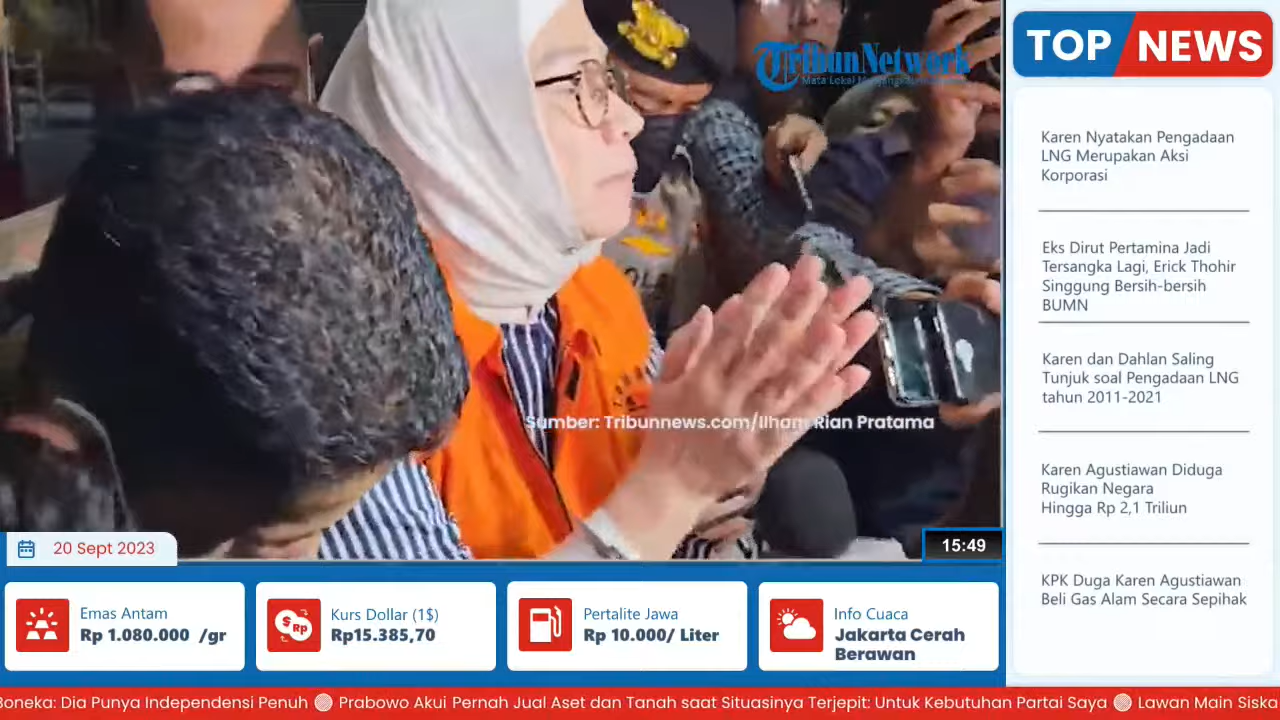 TribunNetwork
TOP NEWS
Karen Nyatakan Pengadaan
LNG Merupakan Aksi
Korporasi
Eks Dirut Pertamina Jadi
Tersangka Lagi, Erick Thohir
Singgung Bersih-bersih
BUMN
Karen dan Dahlan Saling
Tunjuk soal Pengadaan LNG
tahun 2011-2021
Karen Agustiawan Diduga
Rugikan Negara
Hingga Rp 2,1 Triliun
KPK Duga Karen Agustiawan
Beli Gas Alam Secara Sepihak
Sumber: Tribunnews.com/Ilham Rian Pratama
20 Sept 2023
15:49
Emas Antam
Rp 1.080.000 /gr
Kurs Dollar (1$)
Rp15.385,70
Pertalite Jawa
Rp 10.000/ Liter
Info Cuaca
Jakarta Cerah
Berawan
Boneka: Dia Punya Independensi Penuh Prabowo Akui Pernah Jual Aset dan Tanah saat Situasinya Terjepit: Untuk Kebutuhan Partai Saya Lawan Main Siska